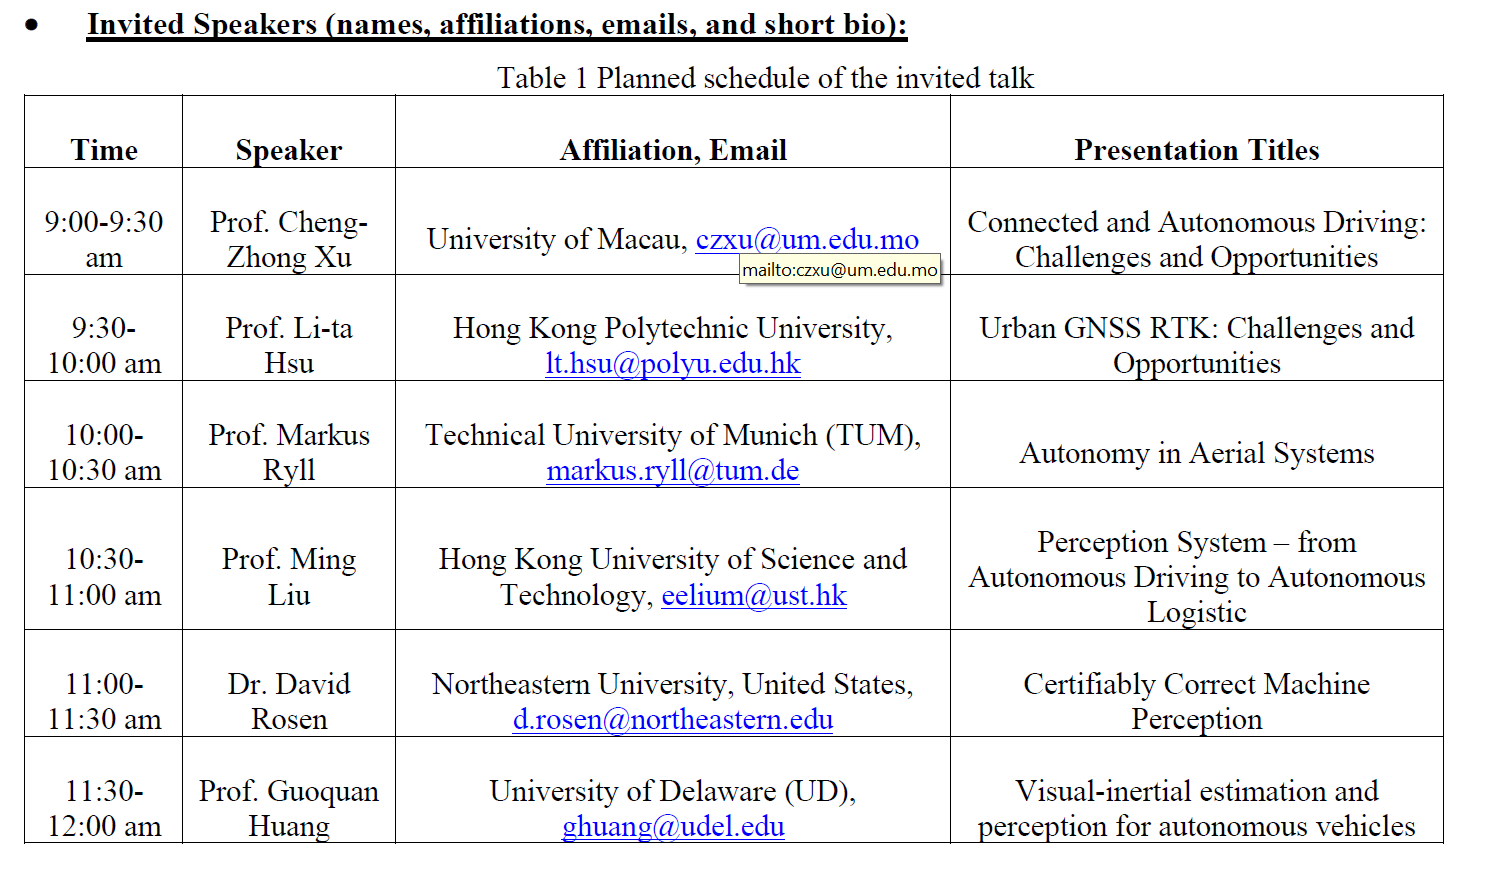 • Invited Speakers (names, affiliations, emails, and short bio):
Table 1 Planned schedule of the invited talk
Time Speaker Affiliation, Email Presentation Titles
9:00-9:30
am
Prof. Cheng-
Zhong Xu
University of Macau, czxu@um.edu.mo
mailto:czxu@um.edu.mo
Connected and Autonomous Driving:
Challenges and Opportunities
9:30-
10:00 am
Prof. Li-ta
Hsu
Hong Kong Polytechnic University,
lt.hsu@polyu.edu.hk
Urban GNSS RTK: Challenges and
Opportunities
10:00-
10:30 am
Prof. Markus
Ryll
Technical University of Munich (TUM),
markus.ryll@tum.de
Autonomy in Aerial Systems
10:30-
11:00 am
Prof. Ming
Liu
Hong Kong University of Science and
Technology, eelium@ust.hk
Perception System – from
Autonomous Driving to Autonomous
Logistic
11:00-
11:30 am
Dr. David
Rosen
Northeastern University, United States,
d.rosen@northeastern.edu
Certifiably Correct Machine
Perception
11:30-
12:00 am
Prof. Guoquan
Huang
University of Delaware (UD),
ghuang@udel.edu
Visual-inertial estimation and
perception for autonomous vehicles